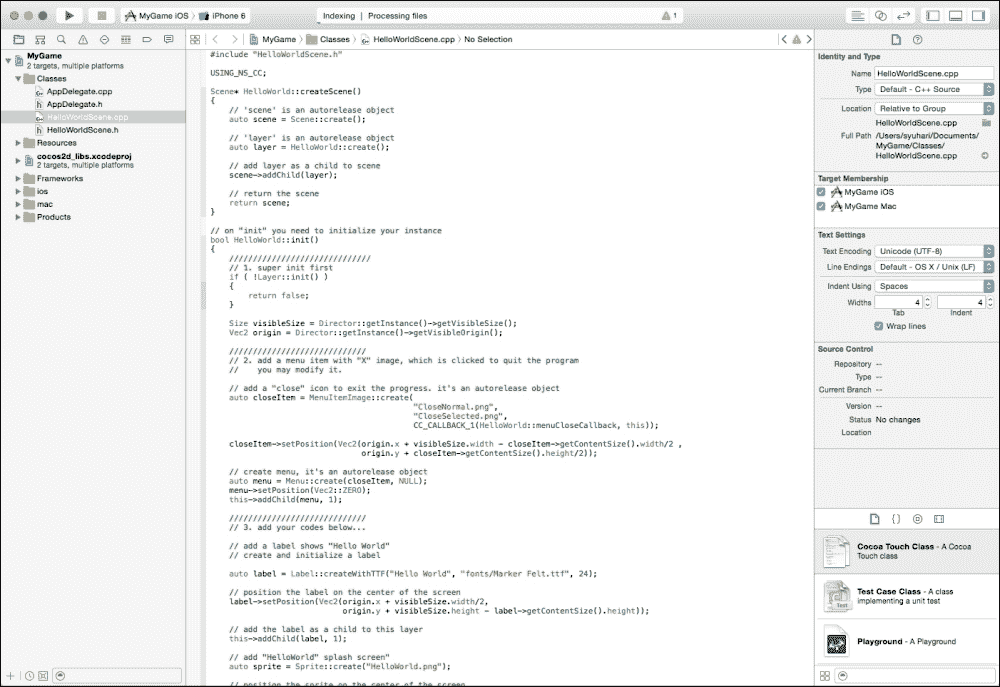 MyGame iOS 〉 iPhone 6
Indexing | Processing files
1
MyGame 〉 Classes 〉 HelloWorldScene.cpp 〉 No Selection
MyGame
2 targets, multiple platforms
Classes
AppDelegate.cpp
AppDelegate.h
HelloWorldScene.cpp
HelloWorldScene.h
Resources
cocos2d_libs.xcodeproj
2 targets, multiple platforms
Frameworks
ios
mac
Products
#include "HelloWorldScene.h"
USING_NS_CC;
Scene* HelloWorld::createScene()
{
// 'scene' is an autorelease object
auto scene = Scene::create();
// 'layer' is an autorelease object
auto layer = HelloWorld::create();
// add layer as a child to scene
scene->addChild(layer);
// return the scene
return scene;
}
// on "init" you need to initialize your instance
bool HelloWorld::init()
{
//////////////////////////////
// 1. super init first
if ( !Layer::init() )
{
return false;
}
Size visibleSize = Director::getInstance()->getVisibleSize();
Vec2 origin = Director::getInstance()->getVisibleOrigin();
/////////////////////////////
// 2. add a menu item with "X" image, which is clicked to quit the program
//    you may modify it.
// add a "close" icon to exit the progress. it's an autorelease object
auto closeItem = MenuItemImage::create(
"CloseNormal.png",
"CloseSelected.png",
CC_CALLBACK_1(HelloWorld::menuCloseCallback, this));
closeItem->setPosition(Vec2(origin.x + visibleSize.width - closeItem->getContentSize().width/2 ,
origin.y + closeItem->getContentSize().height/2));
// create menu, it's an autorelease object
auto menu = Menu::create(closeItem, NULL);
menu->setPosition(Vec2::ZERO);
this->addChild(menu, 1);
/////////////////////////////
// 3. add your codes below...
// add a label shows "Hello World"
// create and initialize a label
auto label = Label::createWithTTF("Hello World", "fonts/Marker Felt.ttf", 24);
// position the label on the center of the screen
label->setPosition(Vec2(origin.x + visibleSize.width/2,
origin.y + visibleSize.height - label->getContentSize().height));
// add the label as a child to this layer
this->addChild(label, 1);
// add "HelloWorld" splash screen"
auto sprite = Sprite::create("HelloWorld.png");
// position the sprite on the center of the screen
Identity and Type
Name HelloWorldScene.cpp
Type Default - C++ Source
Location Relative to Group
HelloWorldScene.cpp
Full Path /Users/syuhari/Documents/
MyGame/Classes/
HelloWorldScene.cpp
Target Membership
MyGame iOS
MyGame Mac
Text Settings
Text Encoding Unicode (UTF-8)
Line Endings Default - OS X / Unix (LF)
Indent Using Spaces
Widths 4 4
Tab Indent
Wrap lines
Source Control
Repository --
Type --
Current Branch --
Version --
Status No changes
Location
Cocoa Touch Class - A Cocoa
Touch class
Test Case Class - A class
implementing a unit test
Test
Playground - A Playground